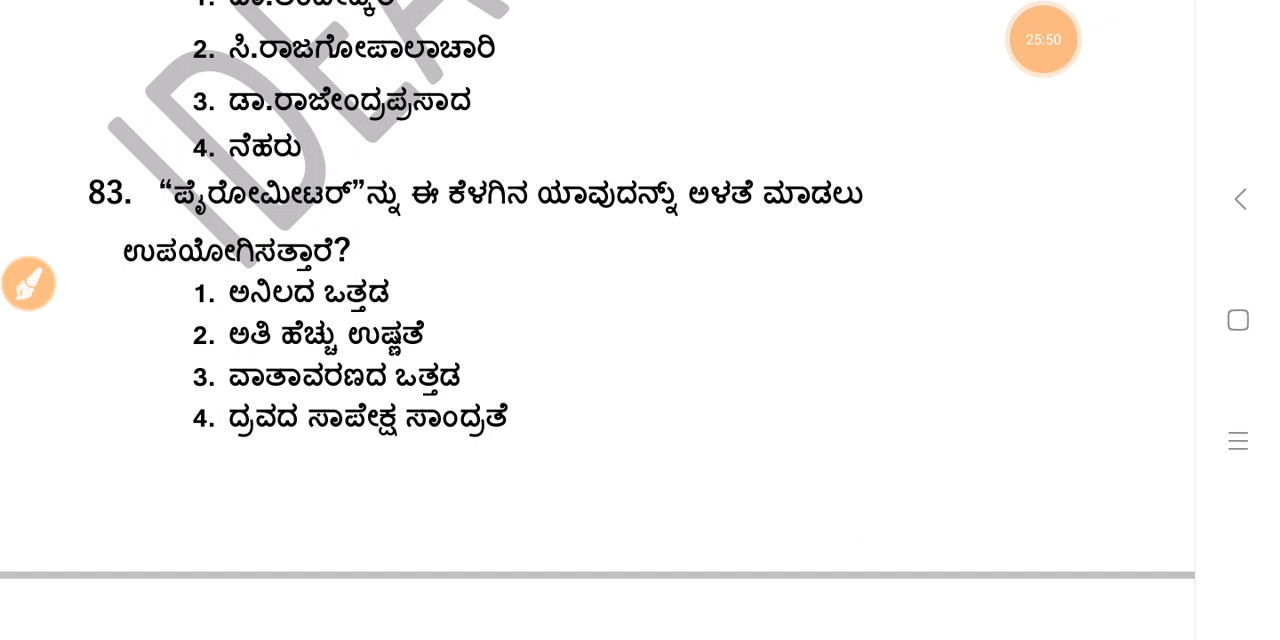 2. ಸಿ.ರಾಜಗೋಪಾಲಾಚಾರಿ
25:50
3. ಡಾ.ರಾಜೇಂದ್ರಪ್ರಸಾದ
4. ನೆಹರು
83. “ಪೈರೋಮೀಟರ್”ನ್ನು ಈ ಕೆಳಗಿನ ಯಾವುದನ್ನು್ ಅಳತೆ ಮಾಡಲು
ಉಪಯೋಗಿಸತ್ತಾರೆ?
1. ಅನಿಲದ ಒತ್ತಡ
2. ಅತಿ ಹೆಚ್ಚು ಉಷ್ಣತೆ
3. ವಾತಾವರಣದ ಒತ್ತಡ
4. ದ್ರವದ ಸಾಪೇಕ್ಷ ಸಾಂದ್ರತೆ